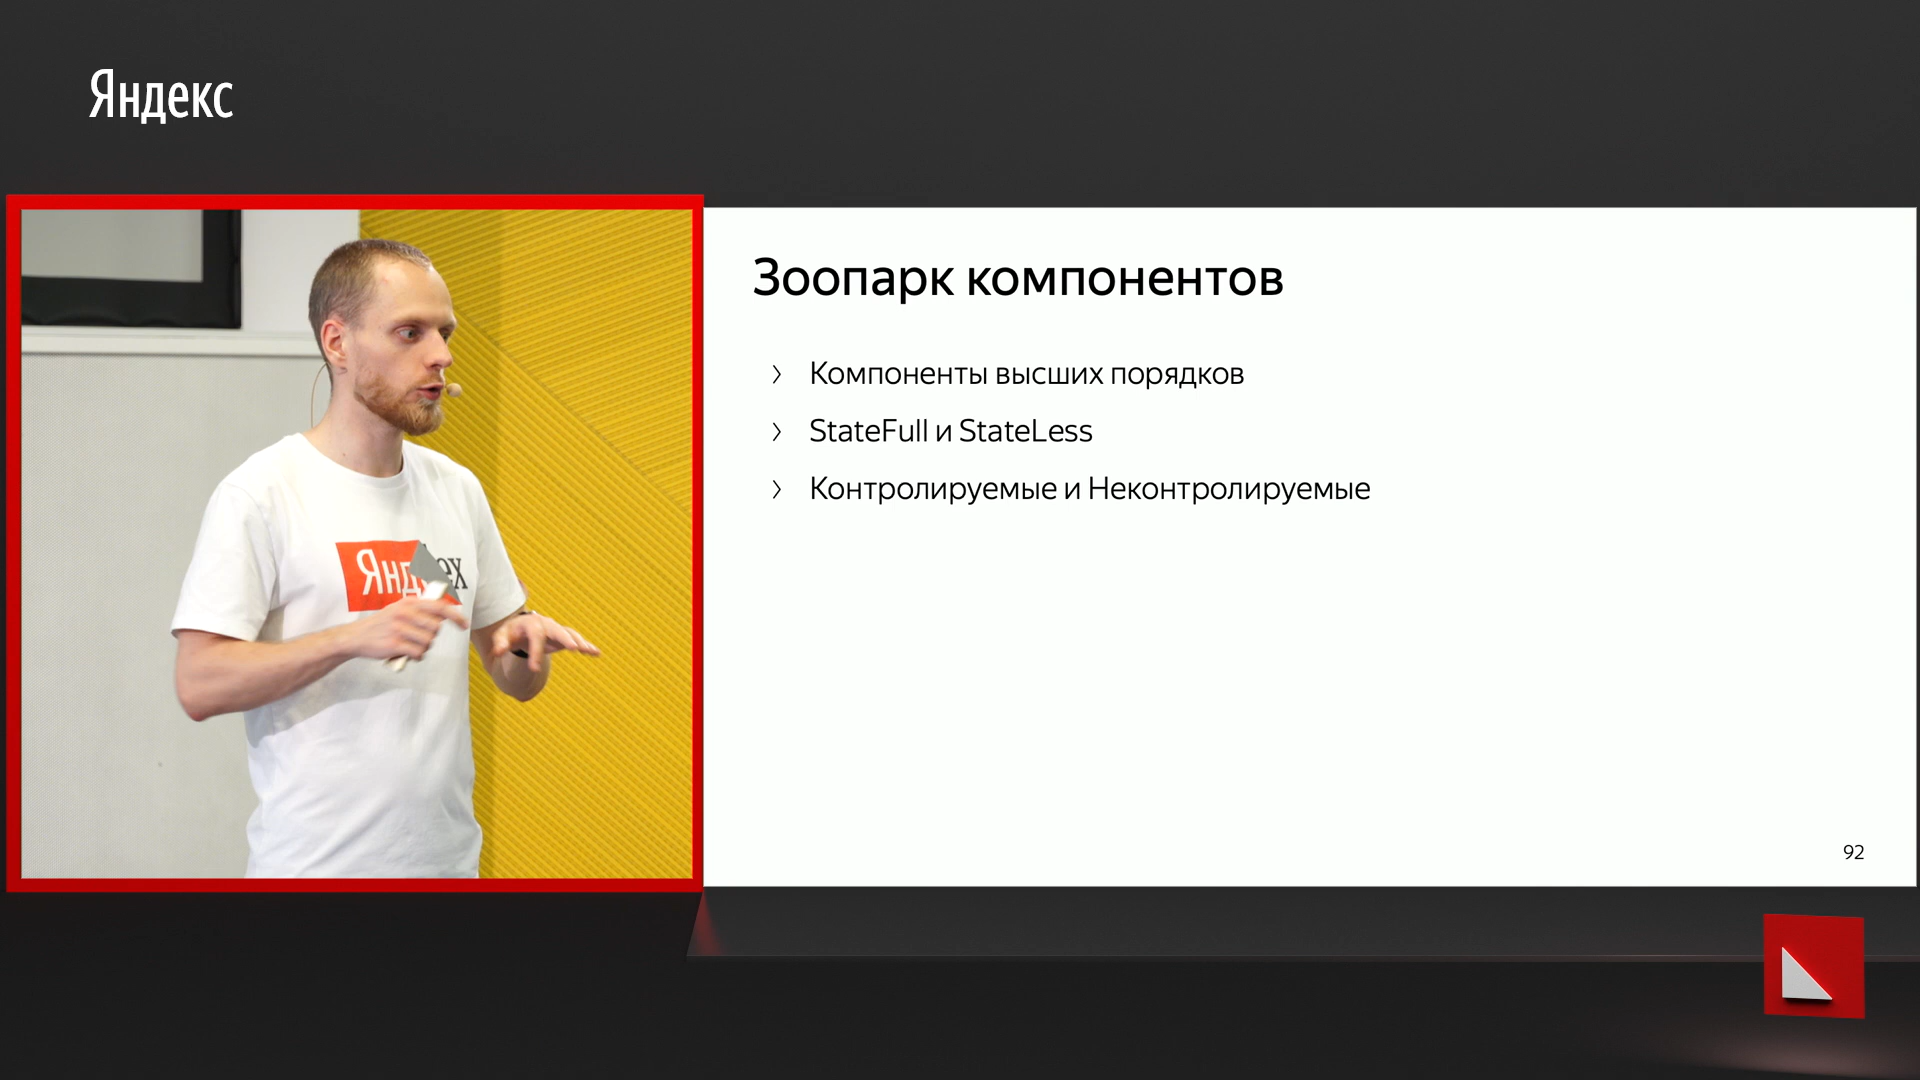 Яндекс
Зоопарк компонентов
Компоненты высших порядков
StateFull и StateLess
Контролируемые и Неконтролируемые
92